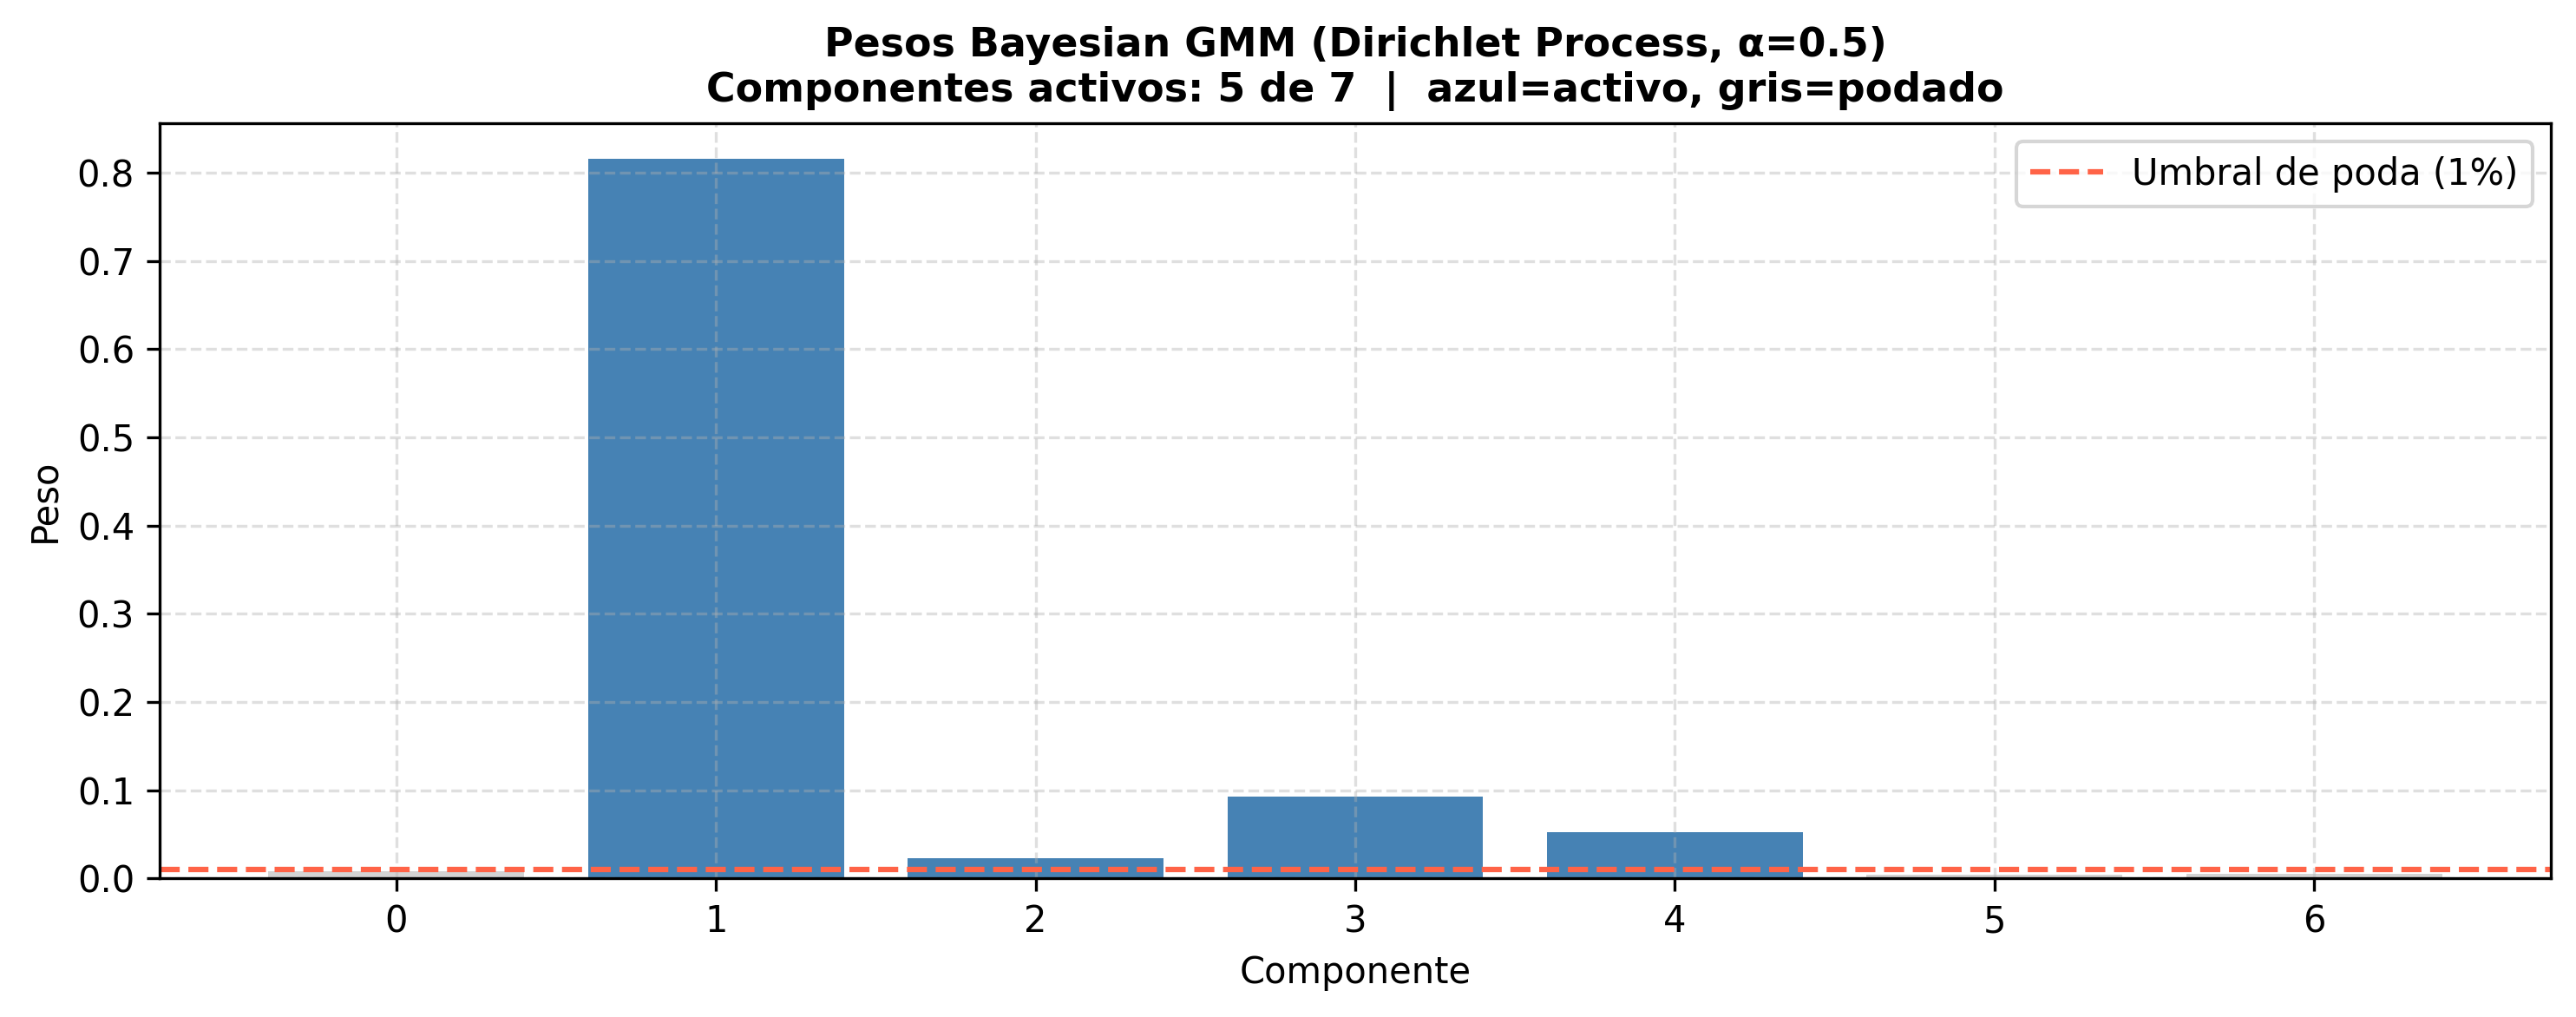 Pesos Bayesian GMM (Dirichlet Process, α=0.5)
Componentes activos: 5 de 7 | azul=activo, gris=podado
Umbral de poda (1%)
Peso
0.8
0.7
0.6
0.5
0.4
0.3
0.2
0.1
0.0
0 1 2 3 4 5 6
Componente